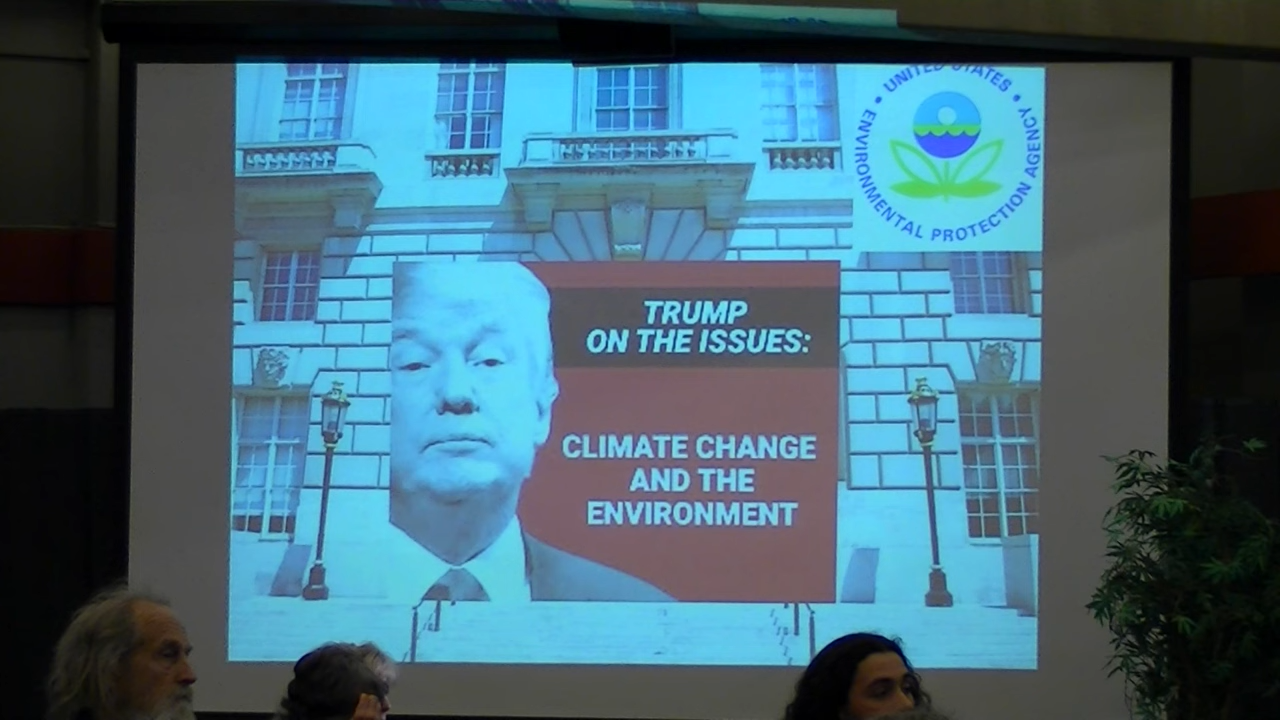 UNITED STATES
ENVIRONMENTAL PROTECTION AGENCY
TRUMP
ON THE ISSUES:
CLIMATE CHANGE
AND THE
ENVIRONMENT